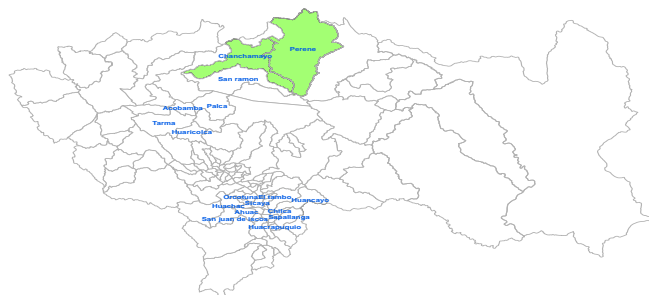 Perene
Chanchamayo
San ramon
Acobamba
Palca
Tarma
Huaricolca
Orcotuna
El tambo
Sicaya
Huancayo
Huachac
Ahuac
Chilca
San juan de iscos
Sapallanga
Huacrapuquio